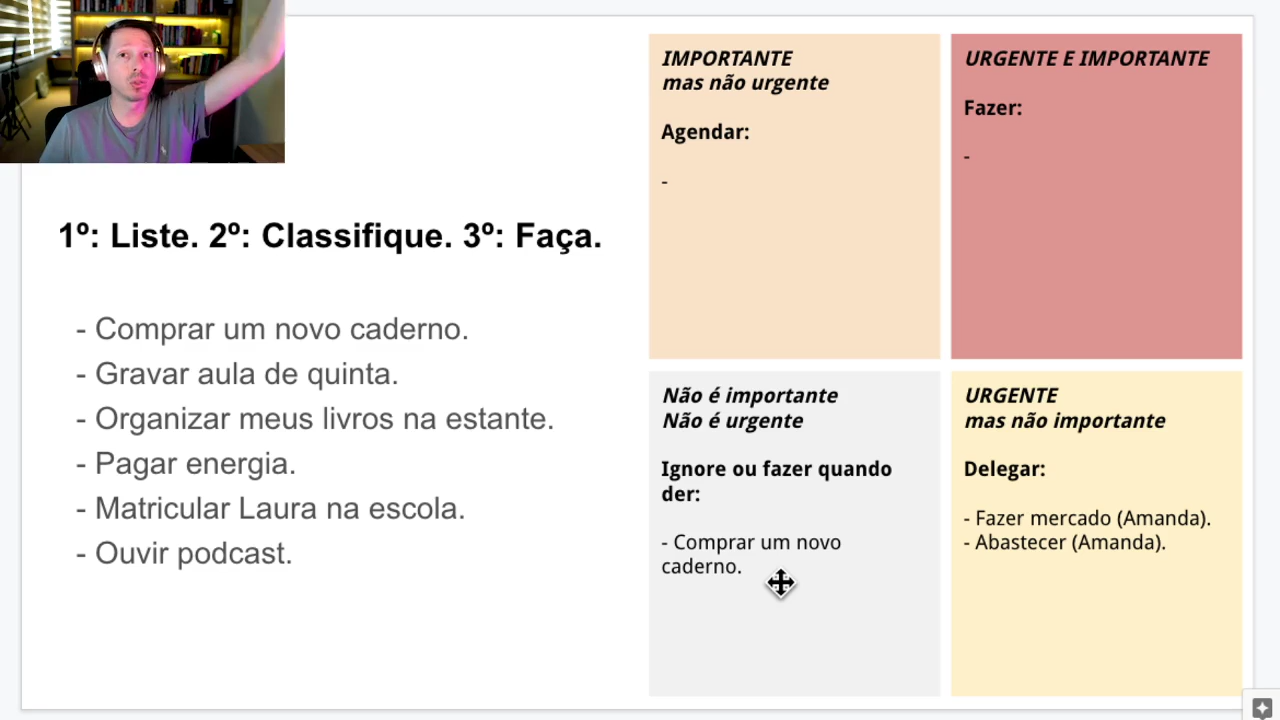 1º: Liste. 2º: Classifique. 3º: Faça.
- Comprar um novo caderno.
- Gravar aula de quinta.
- Organizar meus livros na estante.
- Pagar energia.
- Matricular Laura na escola.
- Ouvir podcast.
IMPORTANTE
mas não urgente
Agendar:
-
URGENTE E IMPORTANTE
Fazer:
-
Não é importante
Não é urgente
Ignore ou fazer quando
der:
- Comprar um novo
caderno.
URGENTE
mas não importante
Delegar:
- Fazer mercado (Amanda).
- Abastecer (Amanda).